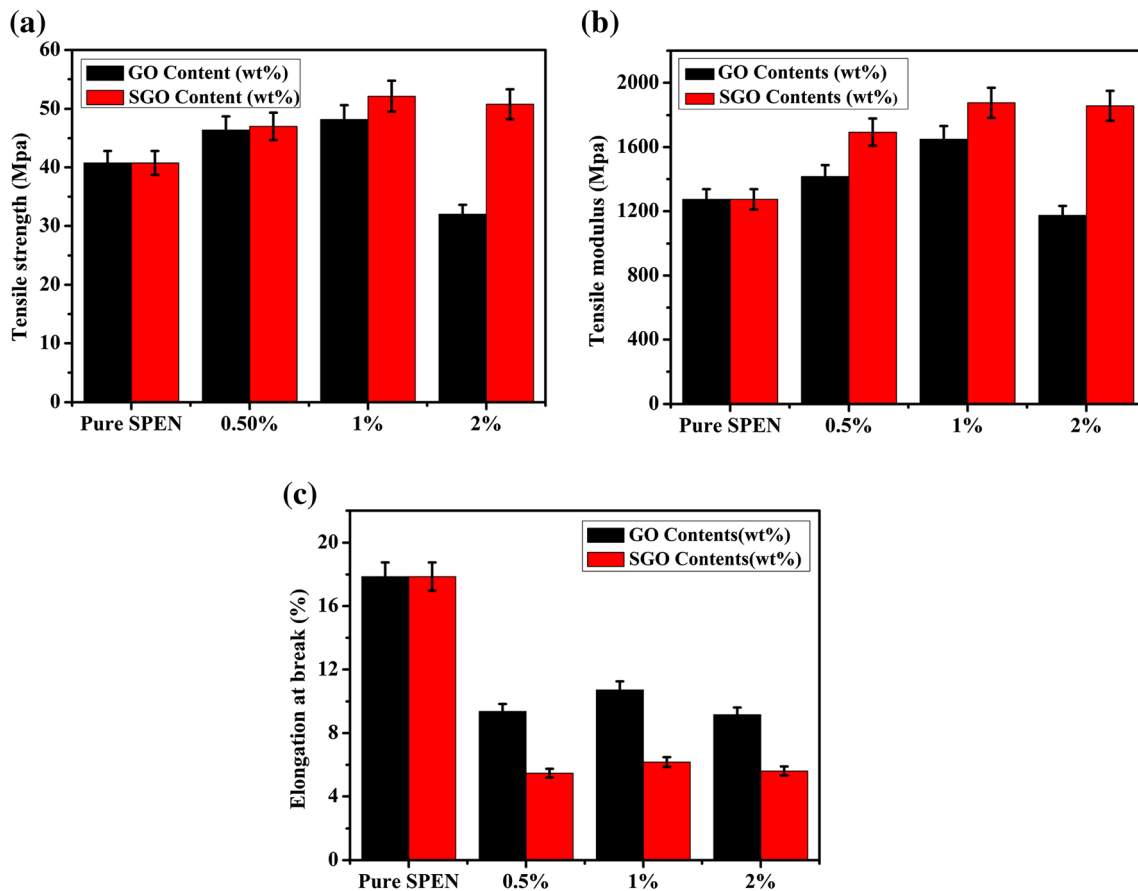 (a)
60
50
40
30
20
10
0
Tensile strength (Mpa)
GO Content (wt%)
SGO Content (wt%)
Pure SPEN 0.50% 1% 2%
(b)
2000
1600
1200
800
400
0
Tensile modulus (Mpa)
GO Contents (wt%)
SGO Contents (wt%)
Pure SPEN 0.5% 1% 2%
(c)
20
16
12
8
4
0
Elongation at break (%)
GO Contents(wt%)
SGO Contents(wt%)
Pure SPEN 0.5% 1% 2%